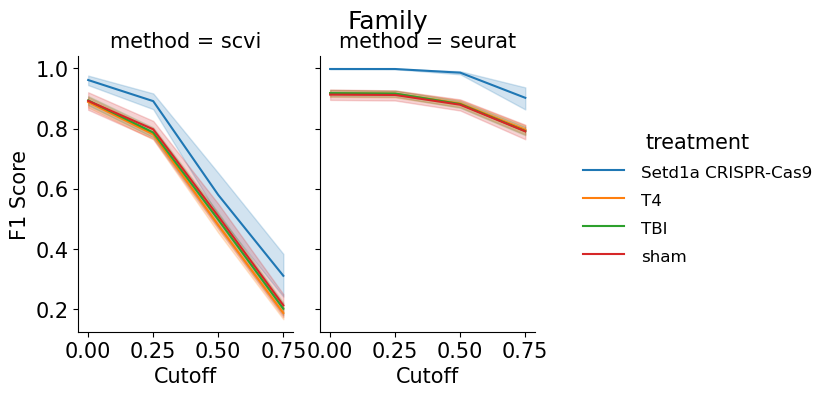 Family
method = scvi
method = seurat
F1 Score
1.0
0.8
0.6
0.4
0.2
0.00 0.25 0.50 0.75
0.00 0.25 0.50 0.75
Cutoff
Cutoff
treatment
Setd1a CRISPR-Cas9
T4
TBI
sham